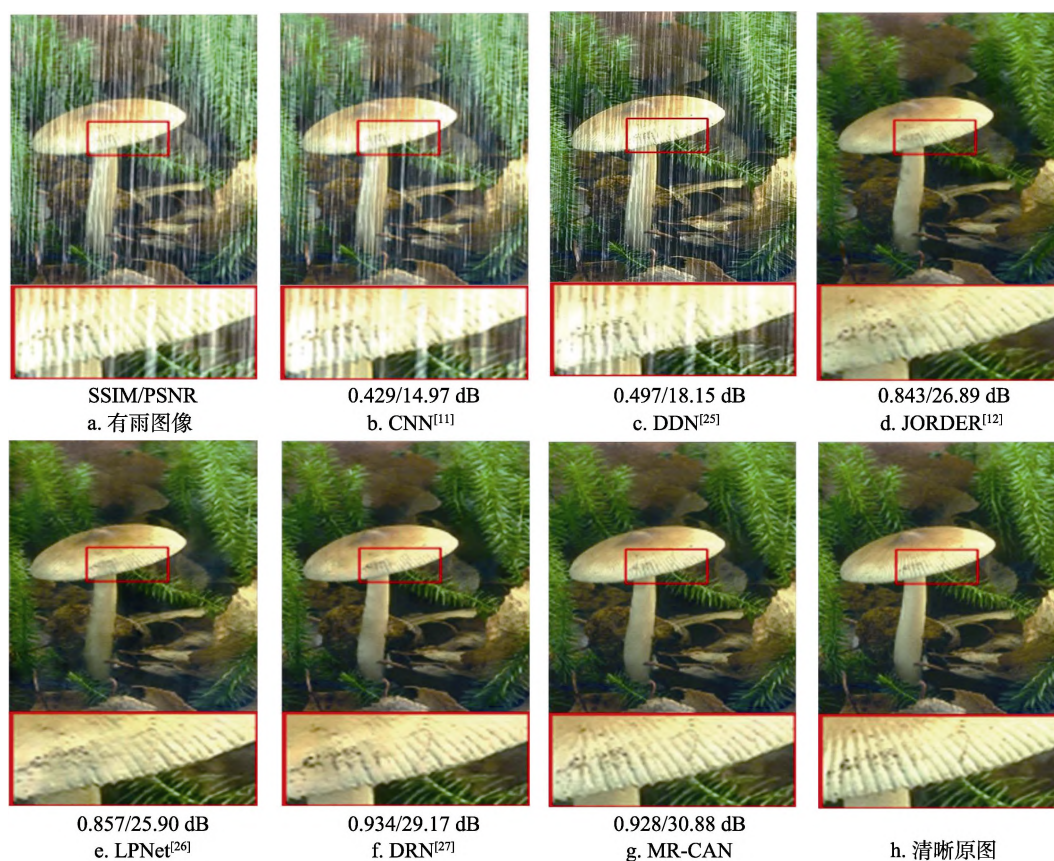 SSIM/PSNR
a. 有雨图像
0.429/14.97 dB
b. CNN[11]
0.497/18.15 dB
c. DDN[25]
0.843/26.89 dB
d. JORDER[12]
0.857/25.90 dB
e. LPNet[26]
0.934/29.17 dB
f. DRN[27]
0.928/30.88 dB
g. MR-CAN
h. 清晰原图